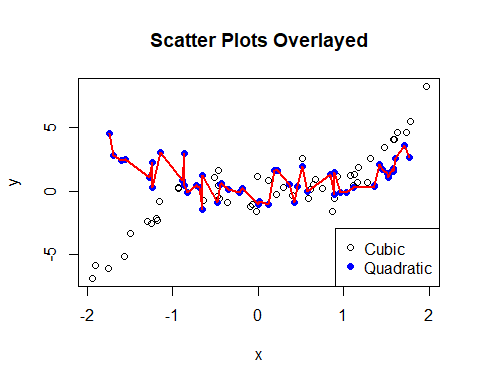 Scatter Plots Overlayed
y
5
0
-5
Cubic
Quadratic
-2 -1 0 1 2
x